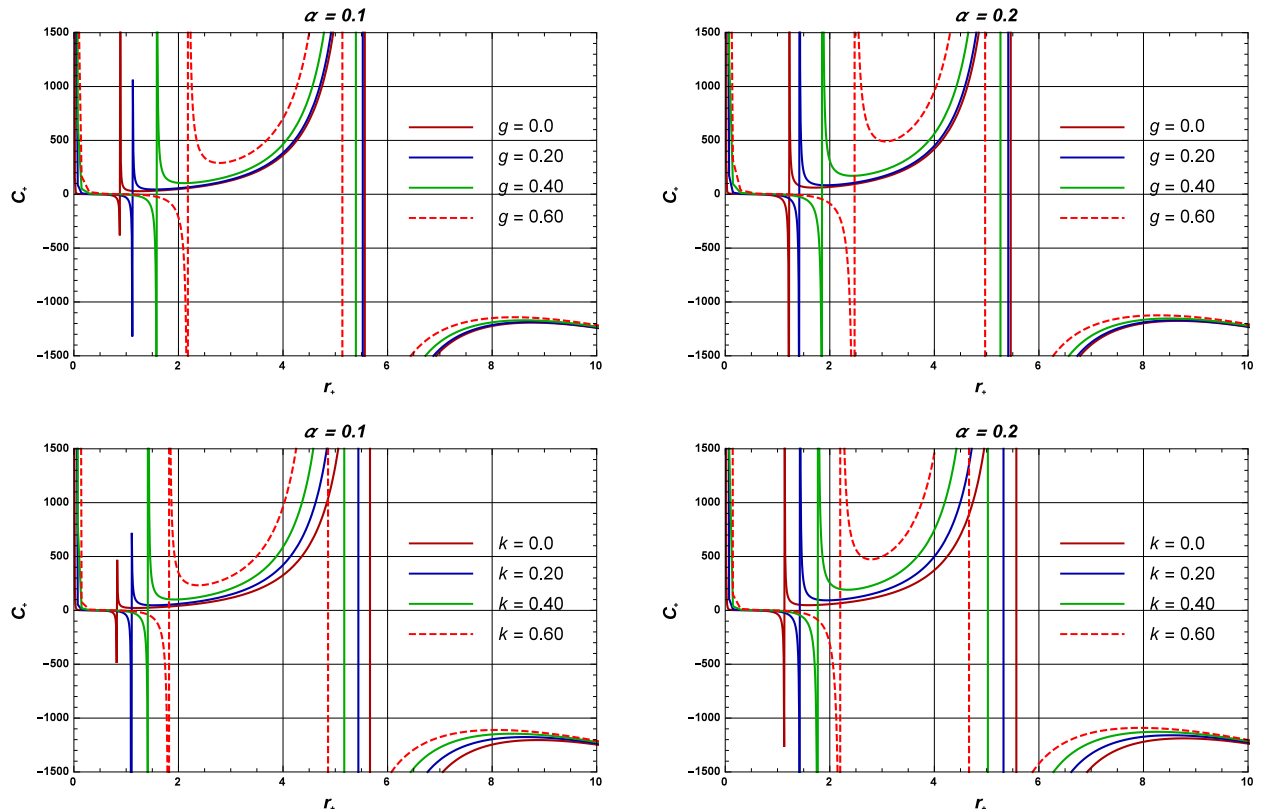 α = 0.1
1500
1000
500
0
−500
−1000
−1500
C₊
0 2 4 6 8 10
r₊
g = 0.0
g = 0.20
g = 0.40
g = 0.60
α = 0.2
1500
1000
500
0
−500
−1000
−1500
C₊
0 2 4 6 8 10
r₊
g = 0.0
g = 0.20
g = 0.40
g = 0.60
α = 0.1
1500
1000
500
0
−500
−1000
−1500
C₊
0 2 4 6 8 10
r₊
k = 0.0
k = 0.20
k = 0.40
k = 0.60
α = 0.2
1500
1000
500
0
−500
−1000
−1500
C₊
0 2 4 6 8 10
r₊
k = 0.0
k = 0.20
k = 0.40
k = 0.60